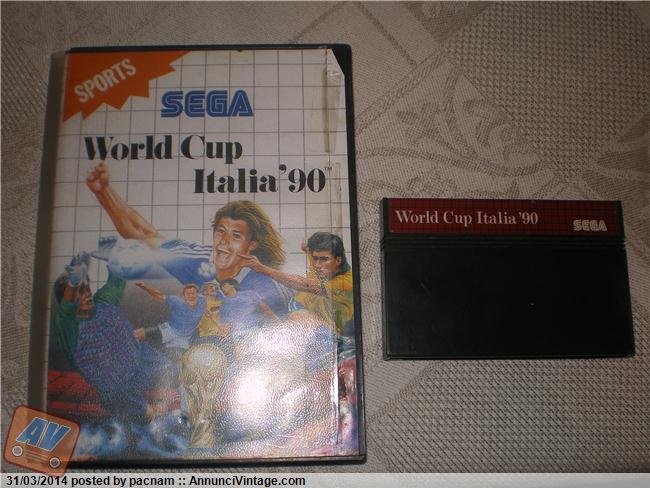 SPORTS
SEGA
World Cup
Italia '90™
World Cup Italia '90
SEGA
AV
31/03/2014 posted by pacnam :: AnnunciVintage.com